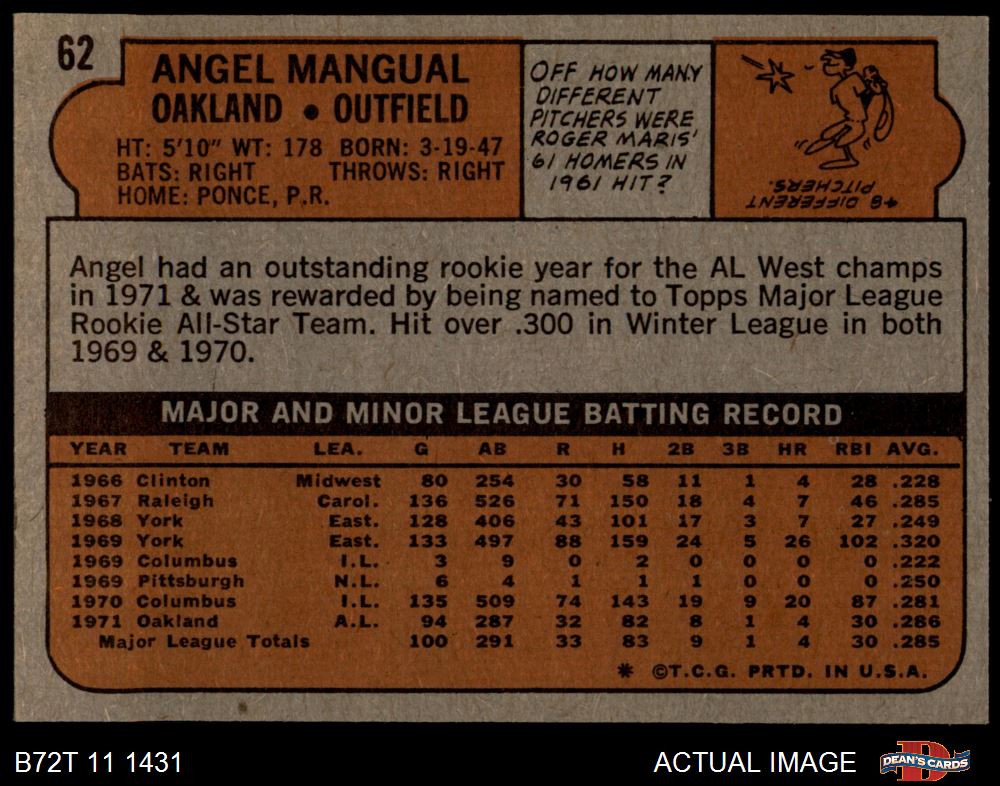 62
ANGEL MANGUAL
OAKLAND • OUTFIELD
HT: 5'10" WT: 178 BORN: 3-19-47
BATS: RIGHT THROWS: RIGHT
HOME: PONCE, P.R.
OFF HOW MANY
DIFFERENT
PITCHERS WERE
ROGER MARIS'
61 HOMERS IN
1961 HIT?
48 DIFFERENT
PITCHERS.
Angel had an outstanding rookie year for the AL West champs
in 1971 & was rewarded by being named to Topps Major League
Rookie All-Star Team. Hit over .300 in Winter League in both
1969 & 1970.
MAJOR AND MINOR LEAGUE BATTING RECORD
YEAR TEAM LEA. G AB R H 2B 3B HR RBI AVG.
1966 Clinton Midwest 80 254 30 58 11 1 4 28 .228
1967 Raleigh Carol. 136 526 71 150 18 4 7 46 .285
1968 York East. 128 406 43 101 17 3 7 27 .249
1969 York East. 133 497 88 159 24 5 26 102 .320
1969 Columbus I.L. 3 9 0 2 0 0 0 0 .222
1969 Pittsburgh N.L. 6 4 1 1 1 0 0 0 .250
1970 Columbus I.L. 135 509 74 143 19 9 20 87 .281
1971 Oakland A.L. 94 287 32 82 8 1 4 30 .286
Major League Totals 100 291 33 83 9 1 4 30 .285
* ©T.C.G. PRTD. IN U.S.A.
B72T 11 1431
ACTUAL IMAGE
D
DEAN'S CARDS